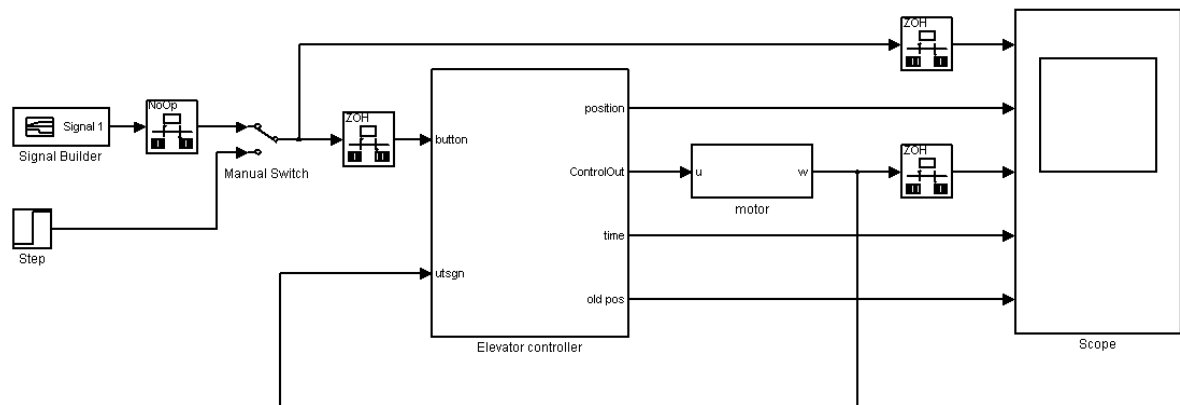 ZOH
NoOp
Signal 1
Signal Builder
Manual Switch
ZOH
Step
button
utsgn
position
ControlOut
time
old pos
Elevator controller
u
w
motor
ZOH
Scope